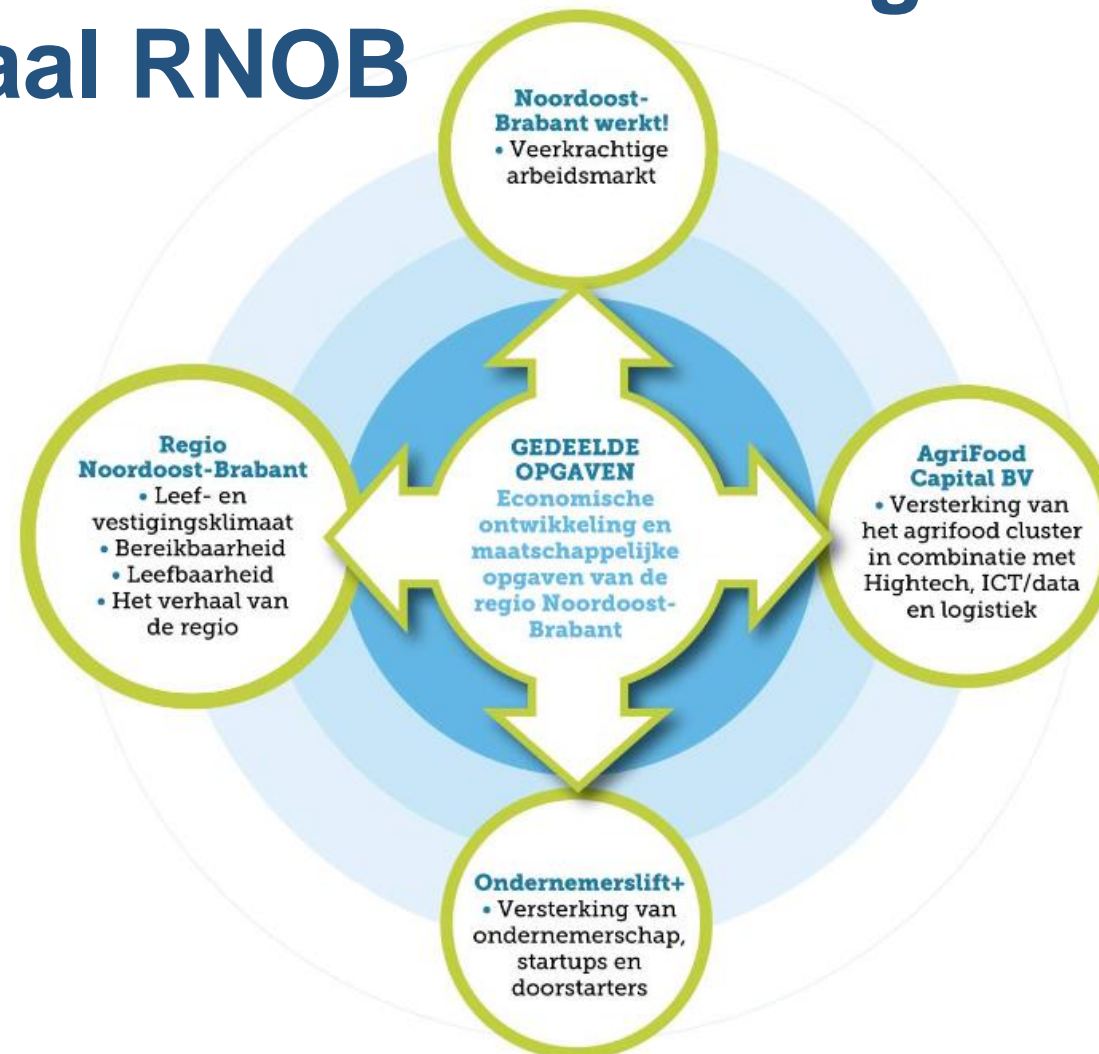 aal RNOB
Noordoost-
Brabant werkt!
• Veerkrachtige
arbeidsmarkt
Regio
Noordoost-Brabant
• Leef- en
vestigingsklimaat
• Bereikbaarheid
• Leefbaarheid
• Het verhaal van
de regio
GEDEELDE
OPGAVEN
Economische
ontwikkeling en
maatschappelijke
opgaven van de
regio Noordoost-
Brabant
AgriFood
Capital BV
• Versterking van
het agrifood cluster
in combinatie met
Hightech, ICT/data
en logistiek
Ondernemerslift+
• Versterking van
ondernemerschap,
startups en
doorstarters